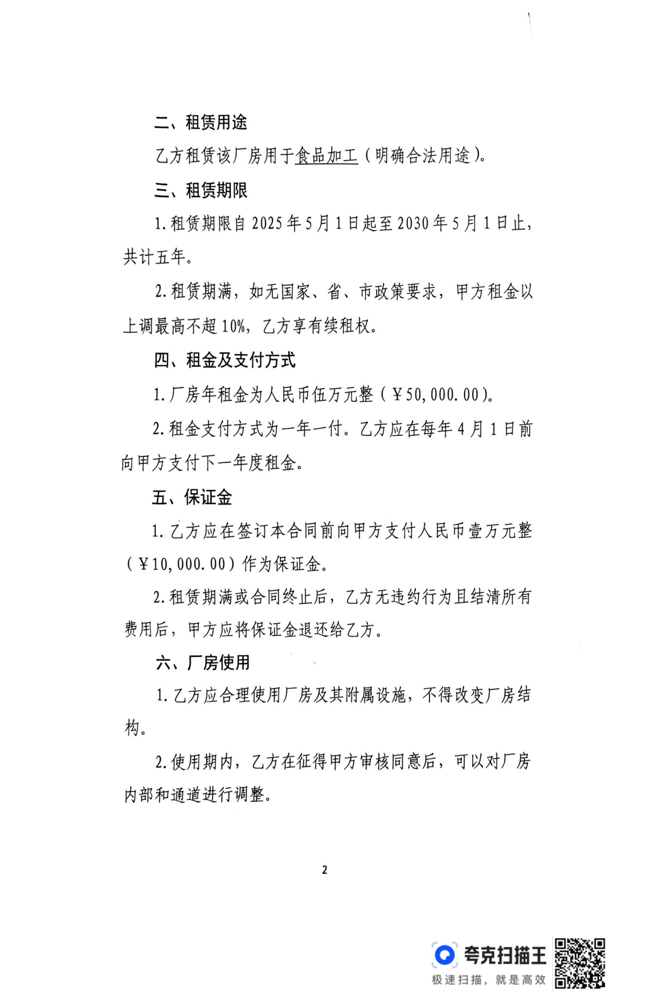 二、租赁用途
乙方租赁该厂房用于食品加工（明确合法用途）。
三、租赁期限
1.租赁期限自2025年5月1日起至2030年5月1日止，
共计五年。
2.租赁期满，如无国家、省、市政策要求，甲方租金以
上调最高不超10%，乙方享有续租权。
四、租金及支付方式
1.厂房年租金为人民币伍万元整（￥50,000.00）。
2.租金支付方式为一年一付。乙方应在每年4月1日前
向甲方支付下一年度租金。
五、保证金
1.乙方应在签订本合同前向甲方支付人民币壹万元整
（￥10,000.00）作为保证金。
2.租赁期满或合同终止后，乙方无违约行为且结清所有
费用后，甲方应将保证金退还给乙方。
六、厂房使用
1.乙方应合理使用厂房及其附属设施，不得改变厂房结
构。
2.使用期内，乙方在征得甲方审核同意后，可以对厂房
内部和通道进行调整。
2
夸克扫描王
极速扫描，就是高效